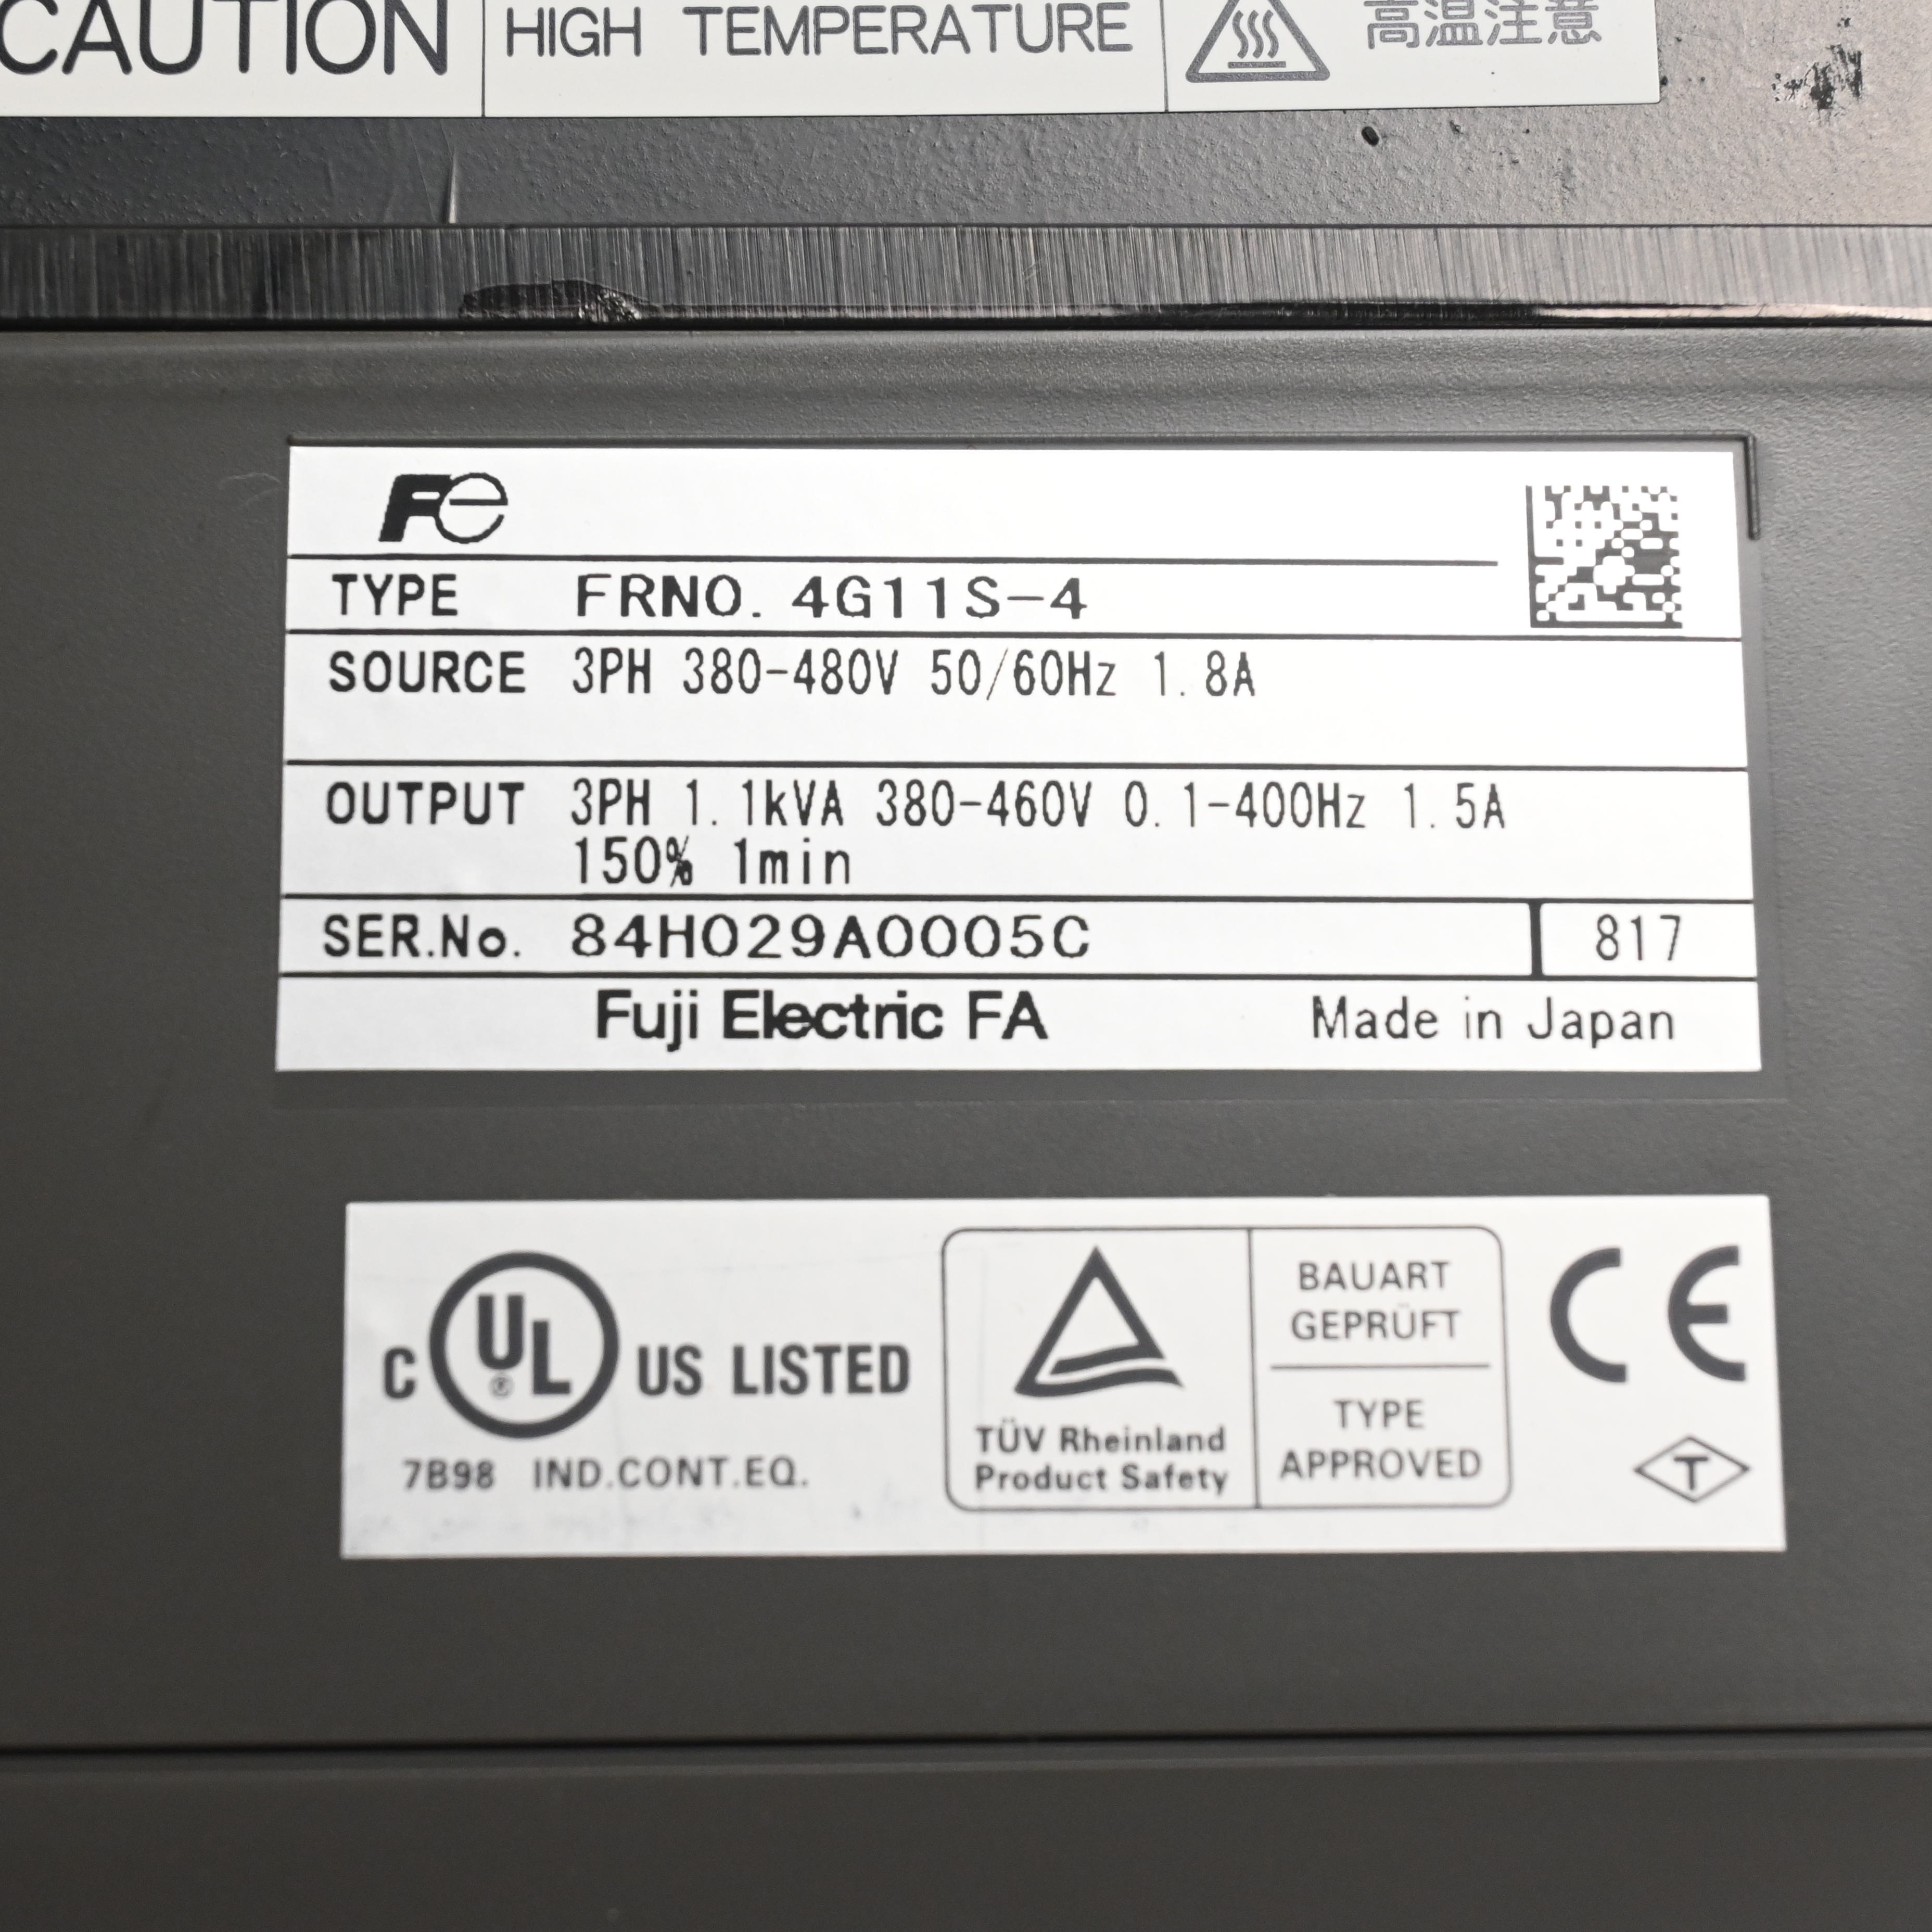 CAUTION HIGH TEMPERATURE 高温注意
Fe
TYPE FRN0. 4G11S-4
SOURCE 3PH 380-480V 50/60Hz 1. 8A
OUTPUT 3PH 1. 1kVA 380-460V 0. 1-400Hz 1. 5A
150% 1min
SER.No. 84H029A0005C 817
Fuji Electric FA Made in Japan
C UL® US LISTED
7B98 IND.CONT.EQ.
TÜV Rheinland
Product Safety
BAUART
GEPRÜFT
TYPE
APPROVED
CE
T